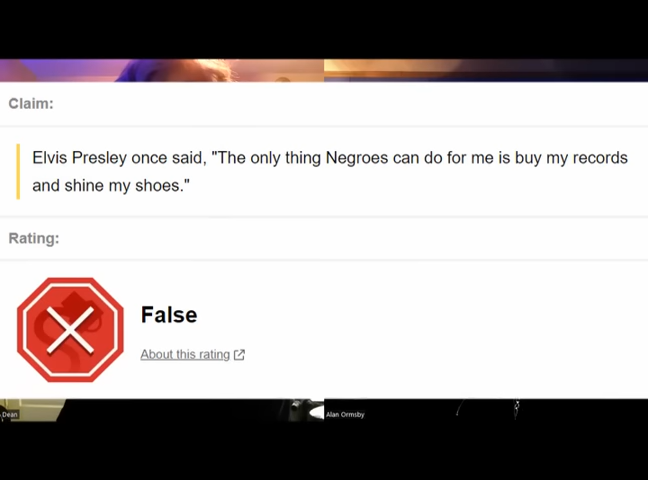 Claim:
Elvis Presley once said, "The only thing Negroes can do for me is buy my records
and shine my shoes."
Rating:
False
About this rating
Dean
Alan Ormsby